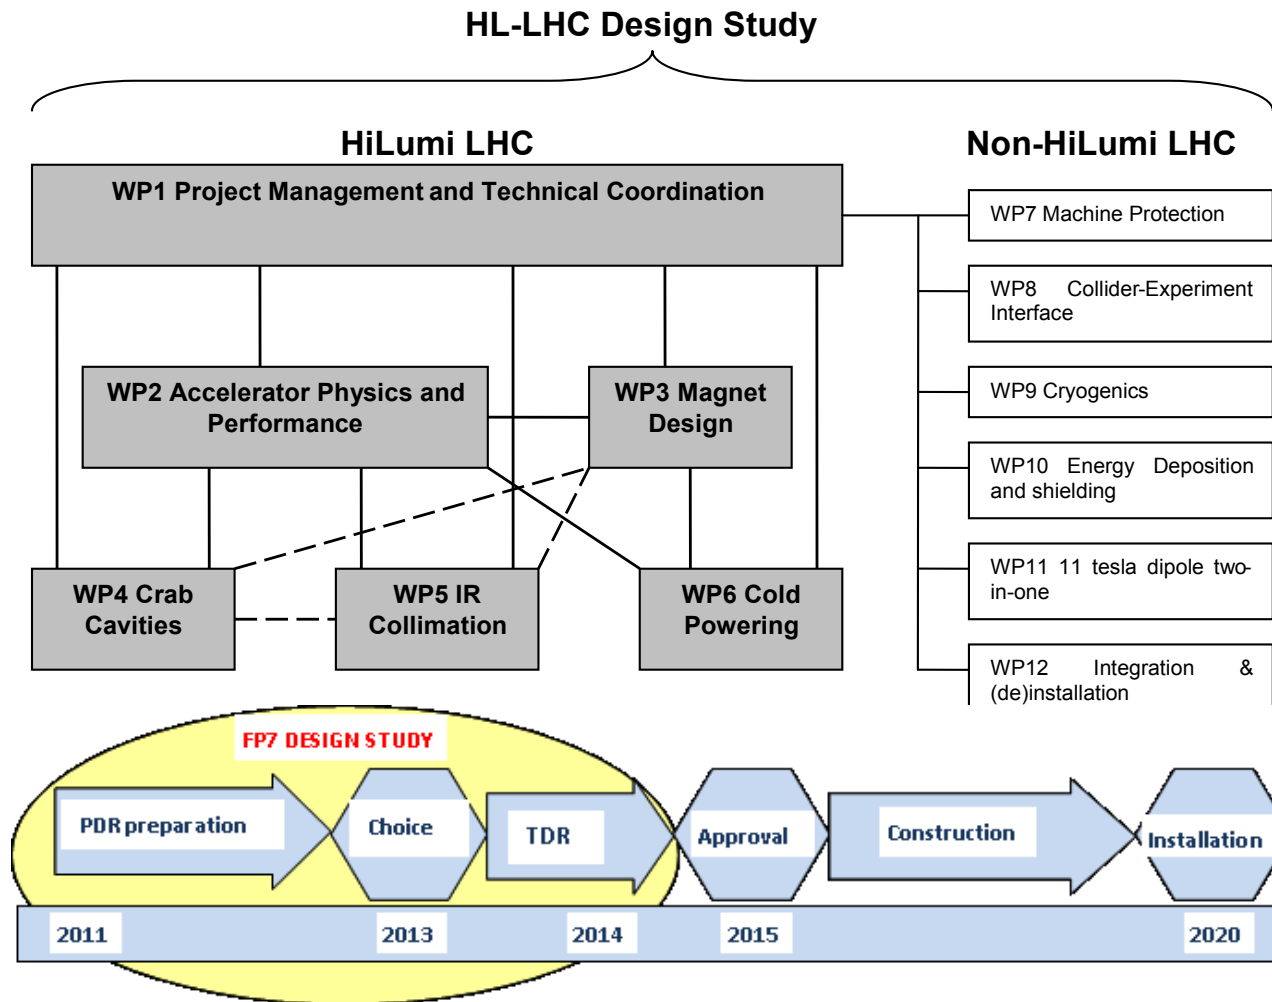 HL-LHC Design Study
HiLumi LHC
Non-HiLumi LHC
WP1 Project Management and Technical Coordination
WP7 Machine Protection
WP8 Collider-Experiment
Interface
WP2 Accelerator Physics and
Performance
WP3 Magnet
Design
WP9 Cryogenics
WP10 Energy Deposition
and shielding
WP4 Crab
Cavities
WP5 IR
Collimation
WP6 Cold
Powering
WP11 11 tesla dipole two-
in-one
WP12 Integration &
(de)installation
FP7 DESIGN STUDY
PDR preparation
Choice
TDR
Approval
Construction
Installation
2011
2013
2014
2015
2020